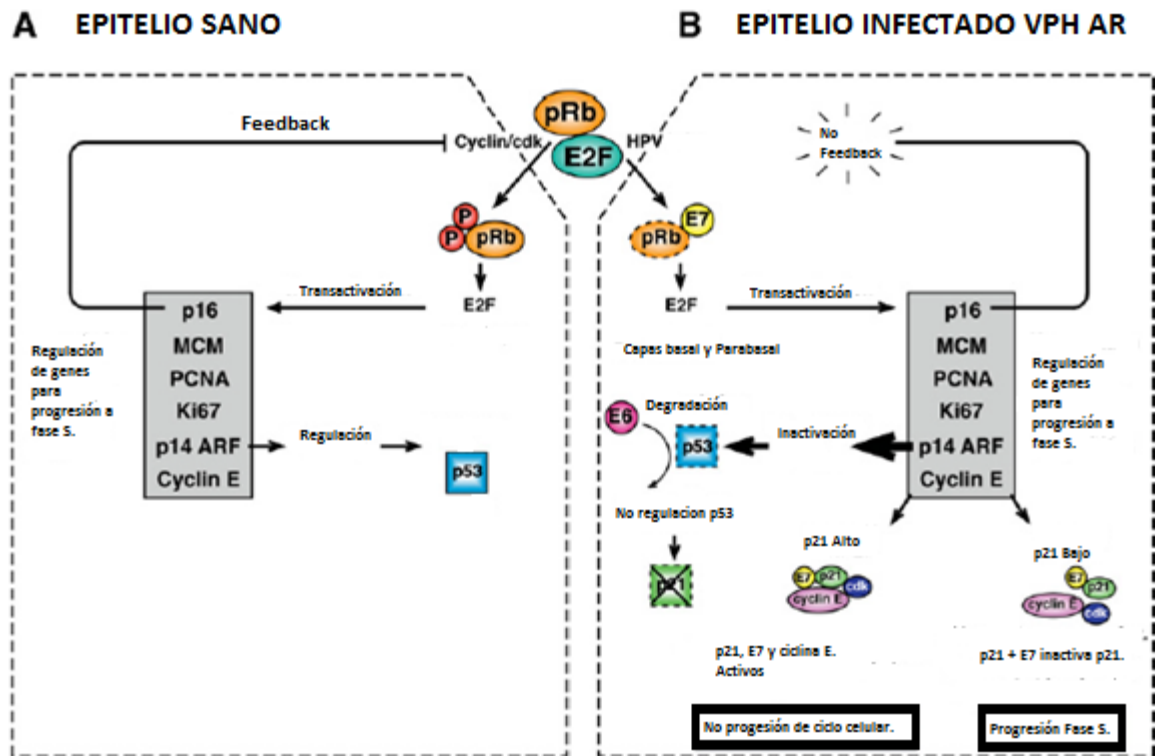 A EPITELIO SANO
B EPITELIO INFECTADO VPH AR
Feedback
Cyclin/cdk
pRb
E2F
HPV
P
P
pRb
E2F
Transactivación
p16
MCM
PCNA
Ki67
p14 ARF
Cyclin E
Regulación
de genes
para
progresión a
fase S.
Regulación
p53
No
Feedback
E7
pRb
E2F
Transactivación
Capas basal y Parabasal
p16
MCM
PCNA
Ki67
p14 ARF
Cyclin E
Regulación
de genes
para
progresión a
fase S.
E6
Degradación
p53
Inactivación
No regulacion p53
p21
p21 Alto
E7 p21 cdk
cyclin E
p21, E7 y ciclina E.
Activos
No progesión de ciclo celular.
p21 Bajo
E7
p21
cyclin E
cdk
p21 + E7 inactiva p21.
Progresión Fase S.